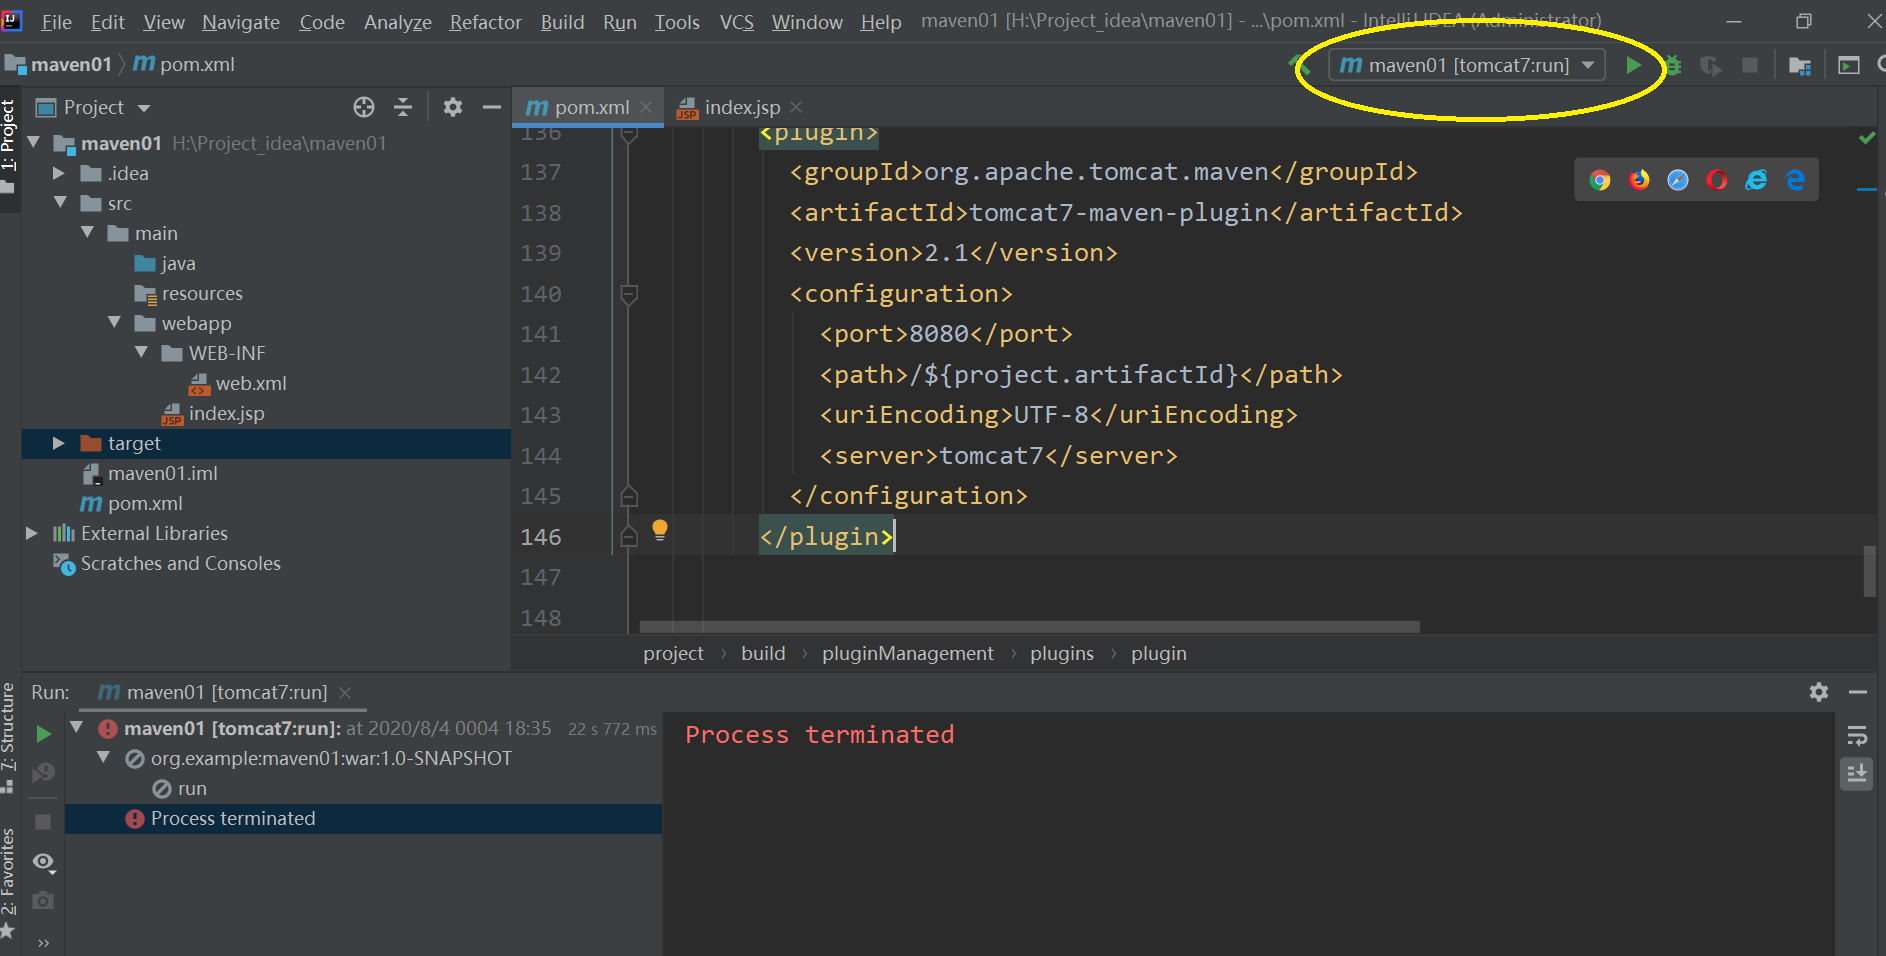 File Edit View Navigate Code Analyze Refactor Build Run Tools VCS Window Help maven01 [H:\Project_idea\maven01] - ...\pom.xml - IntelliJ IDEA (Administrator)
maven01 pom.xml
maven01 [tomcat7:run]
Project
pom.xml
index.jsp
1: Project
maven01 H:\Project_idea\maven01
.idea
src
main
java
resources
webapp
WEB-INF
web.xml
index.jsp
target
maven01.iml
pom.xml
External Libraries
Scratches and Consoles
136 <plugin>
137 <groupId>org.apache.tomcat.maven</groupId>
138 <artifactId>tomcat7-maven-plugin</artifactId>
139 <version>2.1</version>
140 <configuration>
141 <port>8080</port>
142 <path>/${project.artifactId}</path>
143 <uriEncoding>UTF-8</uriEncoding>
144 <server>tomcat7</server>
145 </configuration>
146 </plugin>
147
148
project › build › pluginManagement › plugins › plugin
7: Structure
2: Favorites
Run: maven01 [tomcat7:run]
maven01 [tomcat7:run]: at 2020/8/4 0004 18:35 22 s 772 ms
org.example:maven01:war:1.0-SNAPSHOT
run
Process terminated
Process terminated